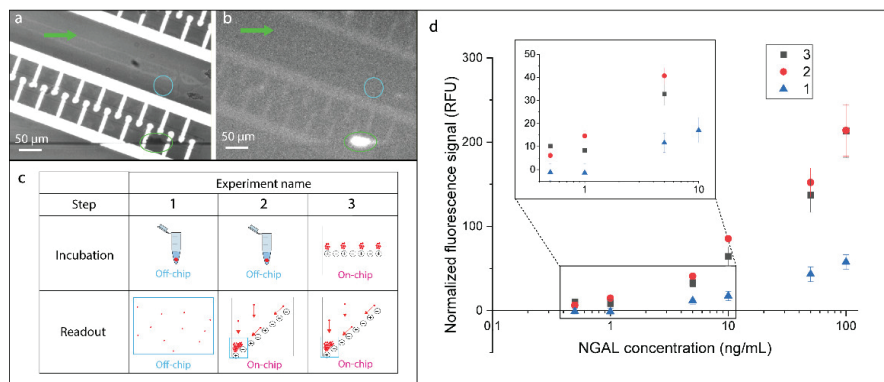 a
b
50 µm
50 µm
c
Experiment name
Step
1
2
3
Incubation
Off-chip
Off-chip
On-chip
Readout
Off-chip
On-chip
On-chip
d
Normalized fluorescence signal (RFU)
300
200
100
0
0.1
1
10
100
NGAL concentration (ng/mL)
50
40
30
20
10
0
1
10
3
2
1